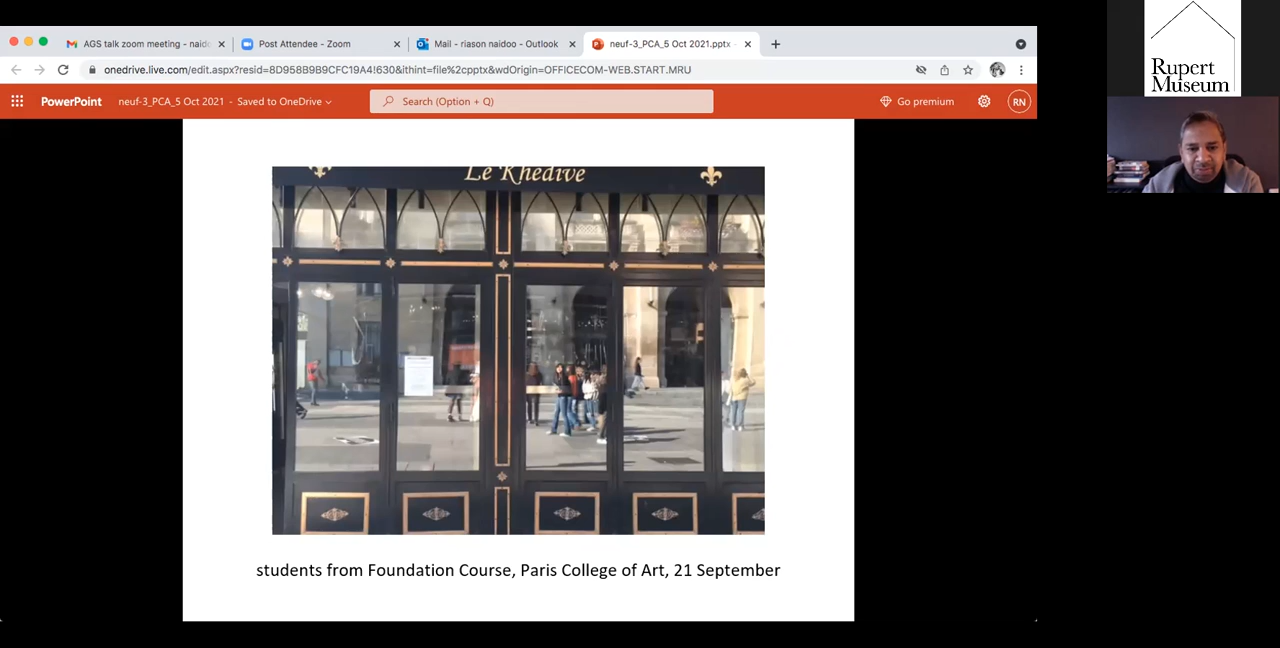 AGS talk zoom meeting - naido
Post Attendee - Zoom
Mail - riason naidoo - Outlook
neuf-3_PCA_5 Oct 2021.pptx -
onedrive.live.com/edit.aspx?resid=8D958B9B9CFC19A4!630&ithint=file%2cpptx&wdOrigin=OFFICECOM-WEB.START.MRU
PowerPoint
neuf-3_PCA_5 Oct 2021 - Saved to OneDrive
Search (Option + Q)
Go premium
RN
Rupert
Museum
Le Khédive
students from Foundation Course, Paris College of Art, 21 September